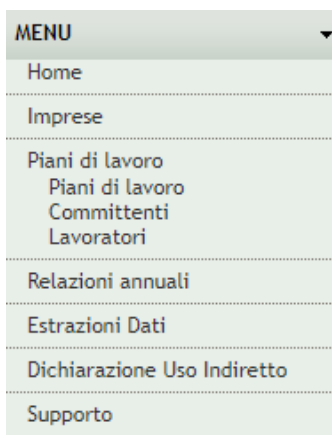 MENU
Home
Imprese
Piani di lavoro
Piani di lavoro
Committenti
Lavoratori
Relazioni annuali
Estrazioni Dati
Dichiarazione Uso Indiretto
Supporto